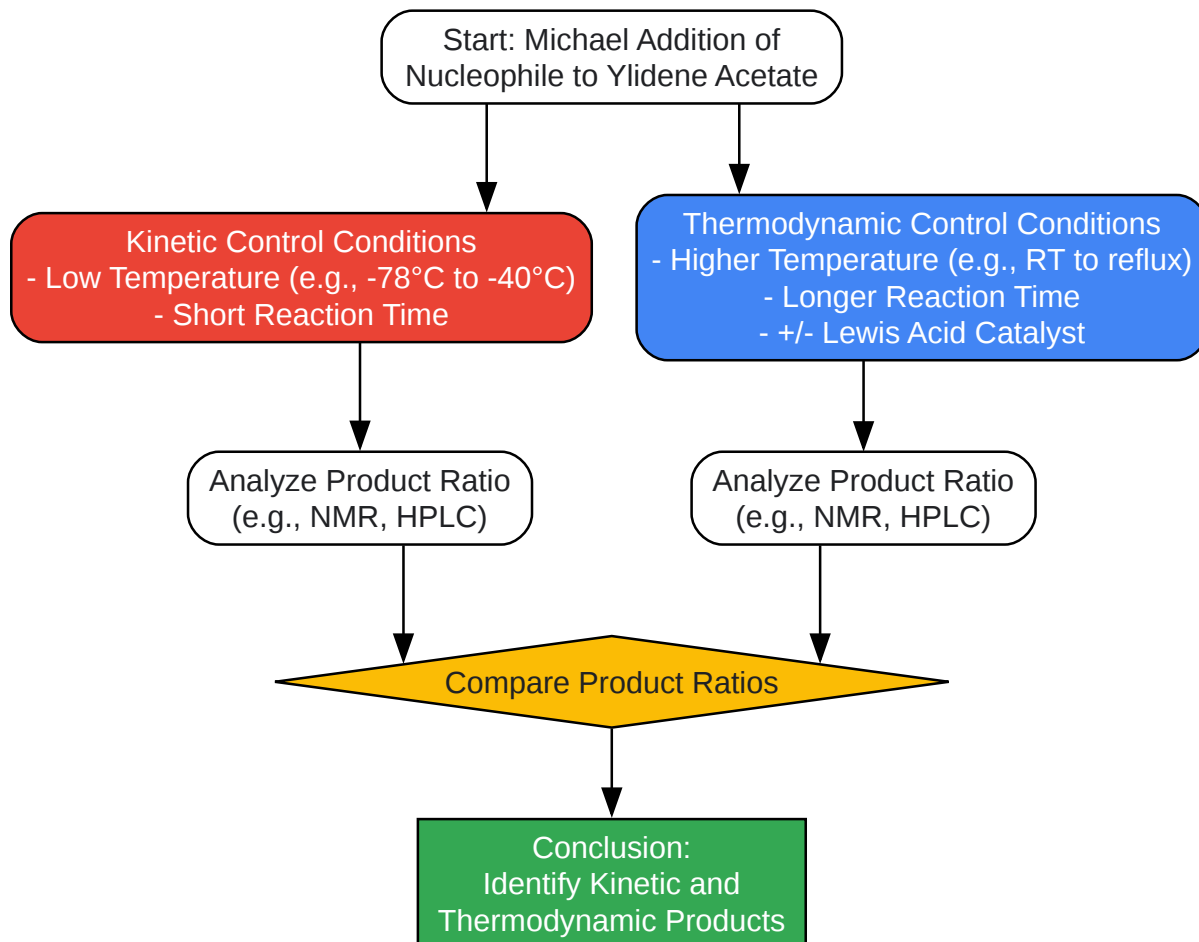 Start: Michael Addition of
Nucleophile to Ylidene Acetate
Kinetic Control Conditions
- Low Temperature (e.g., -78°C to -40°C)
- Short Reaction Time
Thermodynamic Control Conditions
- Higher Temperature (e.g., RT to reflux)
- Longer Reaction Time
- +/- Lewis Acid Catalyst
Analyze Product Ratio
(e.g., NMR, HPLC)
Analyze Product Ratio
(e.g., NMR, HPLC)
Compare Product Ratios
Conclusion:
Identify Kinetic and
Thermodynamic Products